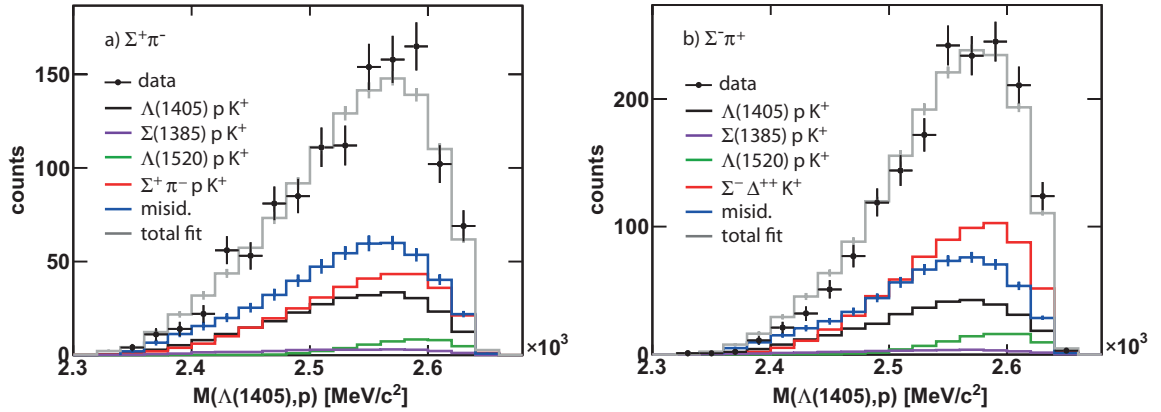 a) Σ⁺π⁻
data
Λ(1405) p K⁺
Σ(1385) p K⁺
Λ(1520) p K⁺
Σ⁺ π⁻ p K⁺
misid.
total fit
counts
150
100
50
0
2.3 2.4 2.5 2.6
×10³
M(Λ(1405),p) [MeV/c²]
b) Σ⁻π⁺
data
Λ(1405) p K⁺
Σ(1385) p K⁺
Λ(1520) p K⁺
Σ⁻ Δ⁺⁺ K⁺
misid.
total fit
counts
200
100
0
2.3 2.4 2.5 2.6
×10³
M(Λ(1405),p) [MeV/c²]